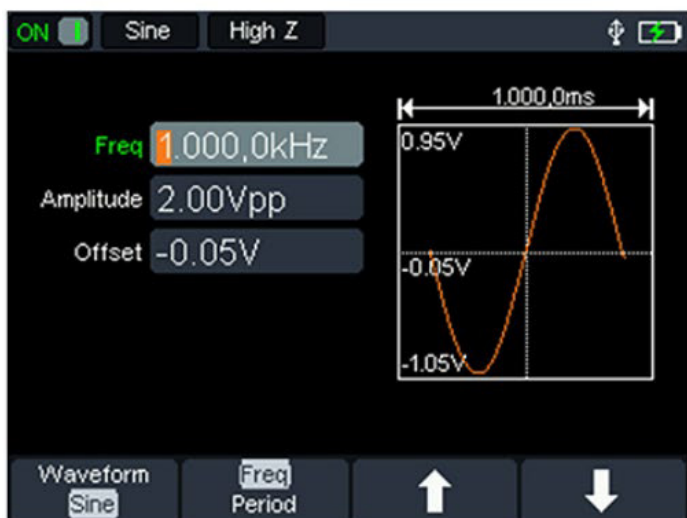 ON Sine High Z
1.000,0ms
Freq 1.000,0kHz
0.95V
Amplitude 2.00Vpp
Offset -0.05V
-0.05V
-1.05V
Waveform
Sine
Freq
Period